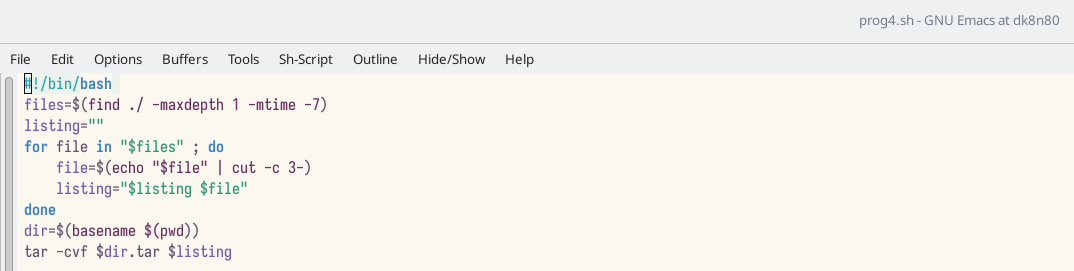 prog4.sh - GNU Emacs at dk8n80
File Edit Options Buffers Tools Sh-Script Outline Hide/Show Help
#!/bin/bash
files=$(find ./ -maxdepth 1 -mtime -7)
listing=""
for file in "$files" ; do
    file=$(echo "$file" | cut -c 3-)
    listing="$listing $file"
done
dir=$(basename $(pwd))
tar -cvf $dir.tar $listing